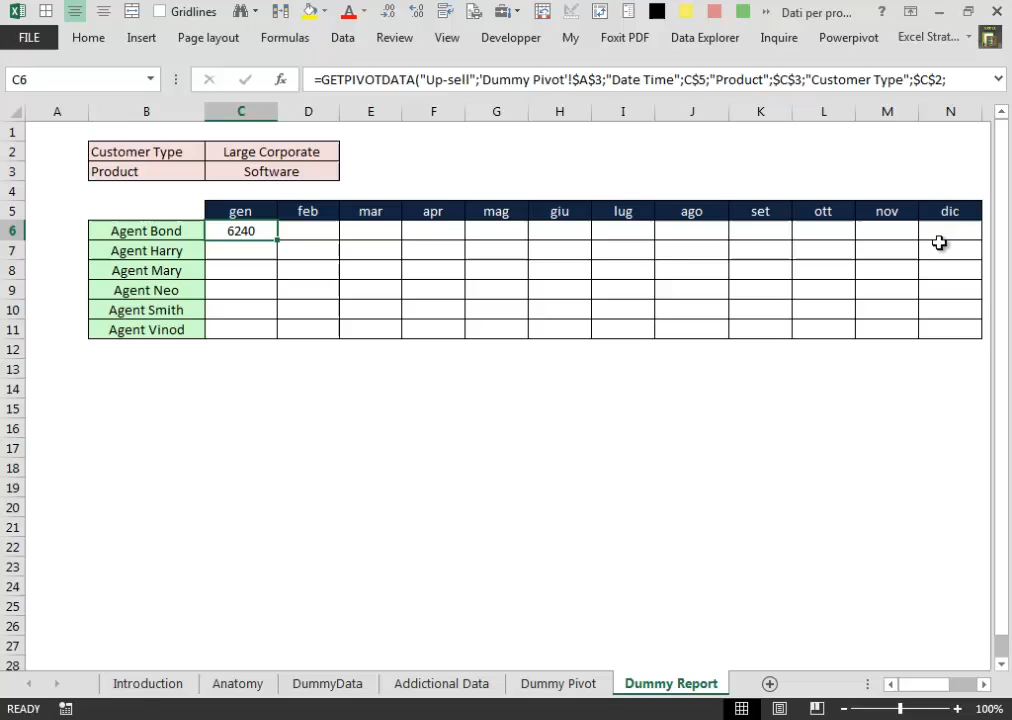 Gridlines Dati per pro... ?
FILE Home Insert Page layout Formulas Data Review View Developer My Foxit PDF Data Explorer Inquire Powerpivot Excel Strat...
C6 fx =GETPIVOTDATA("Up-sell";'Dummy Pivot'!$A$3;"Date Time";C$5;"Product";$C$3;"Customer Type";$C$2;
A B C D E F G H I J K L M N
1
2 Customer Type Large Corporate
3 Product Software
4
5 gen feb mar apr mag giu lug ago set ott nov dic
6 Agent Bond 6240
7 Agent Harry
8 Agent Mary
9 Agent Neo
10 Agent Smith
11 Agent Vinod
12
13
14
15
16
17
18
19
20
21
22
23
24
25
26
27
28
Introduction Anatomy DummyData Addictional Data Dummy Pivot Dummy Report
READY 100%